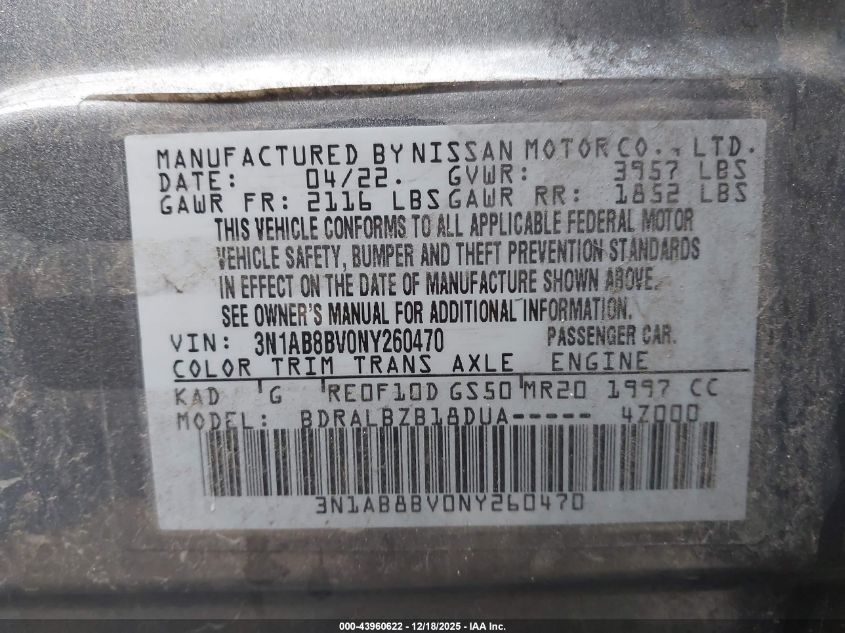 MANUFACTURED BY NISSAN MOTOR CO., LTD.
DATE: 04/22. GVWR: 3957 LBS
GAWR FR: 2116 LBS GAWR RR: 1852 LBS
THIS VEHICLE CONFORMS TO ALL APPLICABLE FEDERAL MOTOR
VEHICLE SAFETY, BUMPER AND THEFT PREVENTION STANDARDS
IN EFFECT ON THE DATE OF MANUFACTURE SHOWN ABOVE.
SEE OWNER'S MANUAL FOR ADDITIONAL INFORMATION.
VIN: 3N1AB8BV0NY260470 PASSENGER CAR.
COLOR TRIM TRANS AXLE ENGINE
KAD G RE0F10D GS50 MR20 1997 CC
MODEL: BDRALBZB18DUA----- 4Z000
3N1AB8BV0NY260470
000-43960622 — 12/18/2025 — IAA Inc.